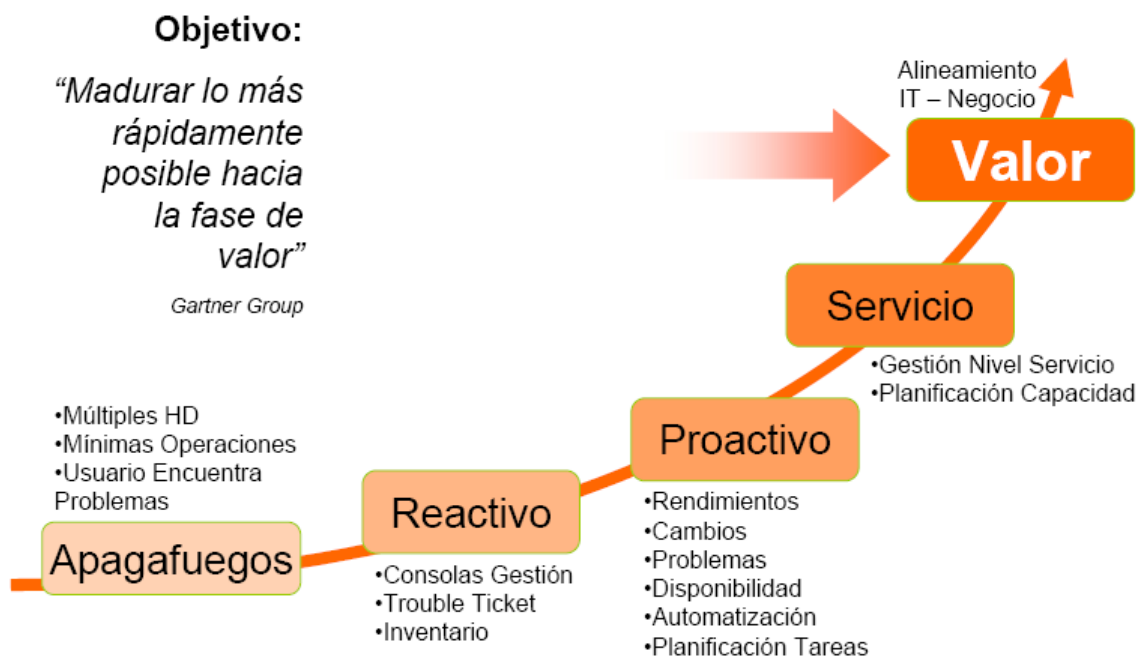 Objetivo:
“Madurar lo más
rápidamente
posible hacia
la fase de
valor”
Gartner Group
Alineamiento
IT – Negocio
Valor
Servicio
•Gestión Nivel Servicio
•Planificación Capacidad
Proactivo
•Rendimientos
•Cambios
•Problemas
•Disponibilidad
•Automatización
•Planificación Tareas
Reactivo
•Consolas Gestión
•Trouble Ticket
•Inventario
•Múltiples HD
•Mínimas Operaciones
•Usuario Encuentra
Problemas
Apagafuegos